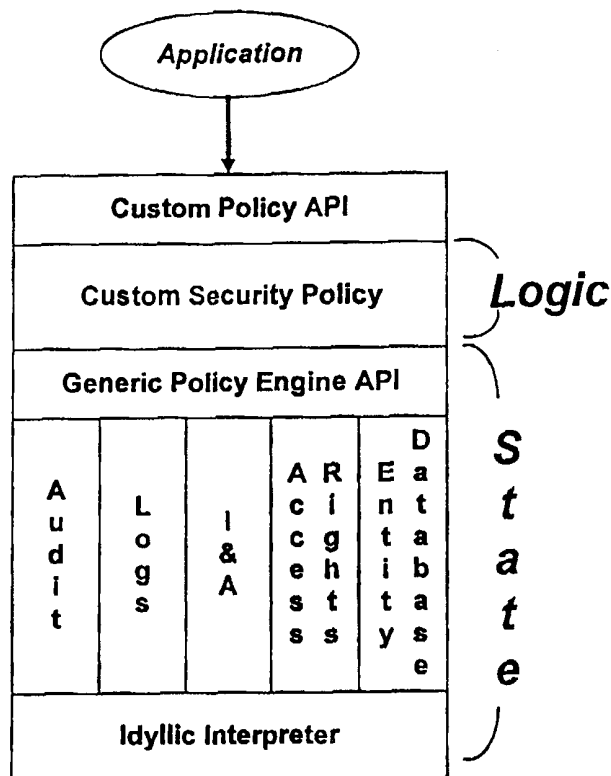 Application
Custom Policy API
Custom Security Policy
Logic
Generic Policy Engine API
Audit
Logs
I&A
Access Rights
Entity Database
State
Idyllic Interpreter